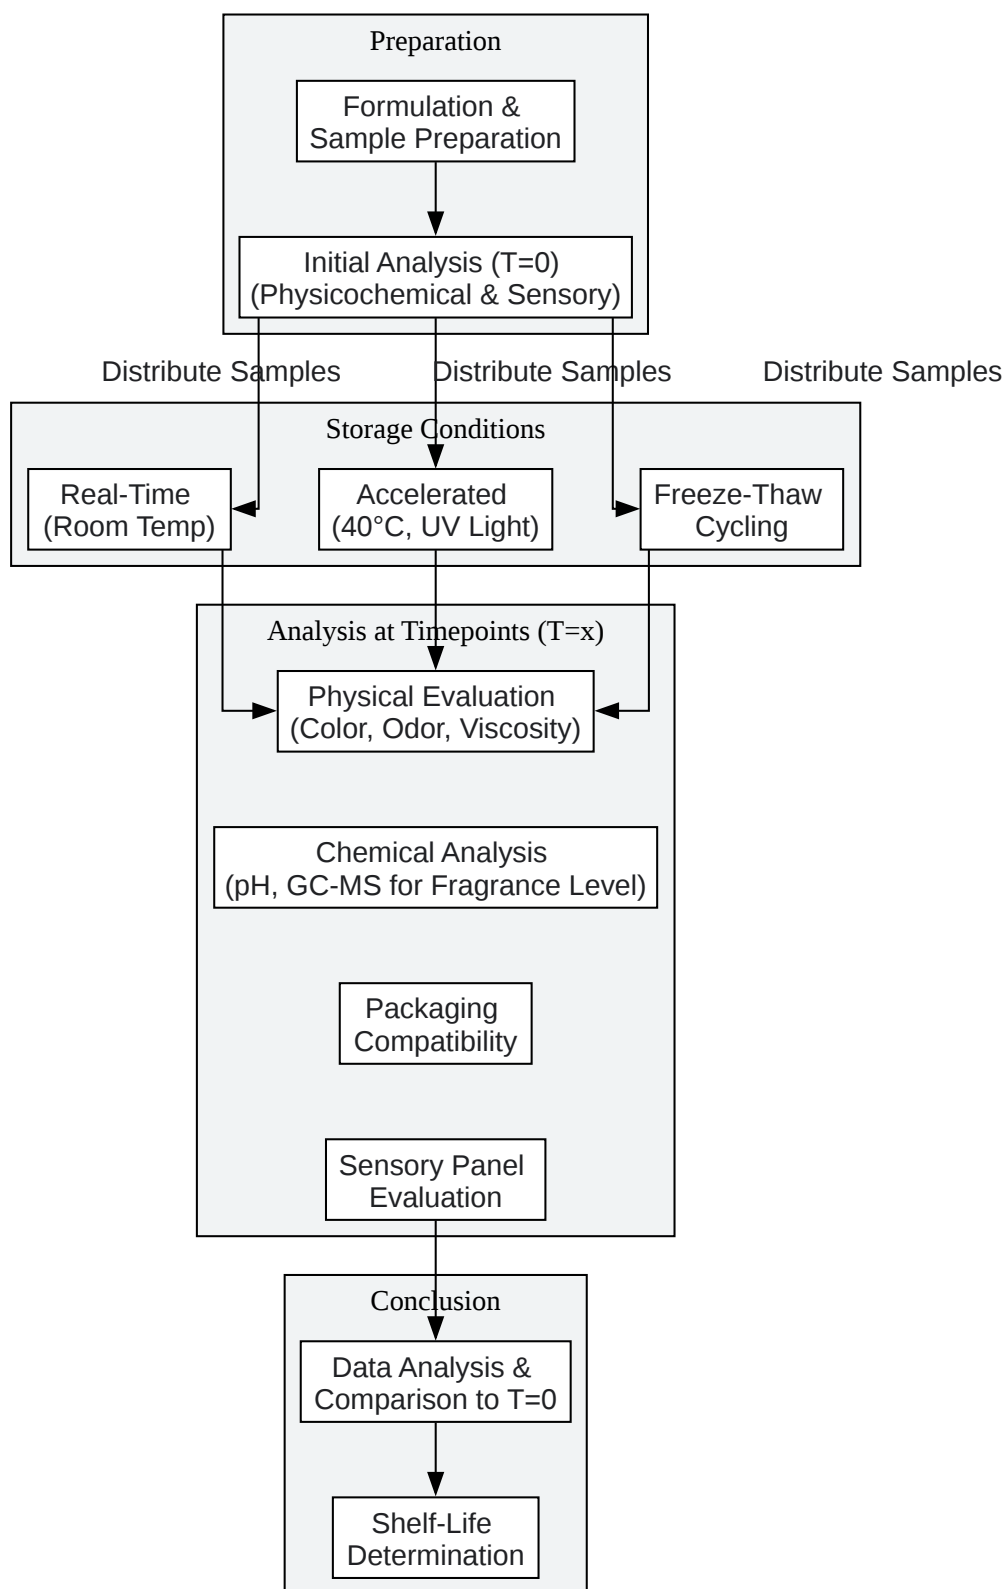 Preparation
Formulation &
Sample Preparation
Initial Analysis (T=0)
(Physicochemical & Sensory)
Distribute Samples
Distribute Samples
Distribute Samples
Storage Conditions
Real-Time
(Room Temp)
Accelerated
(40°C, UV Light)
Freeze-Thaw
Cycling
Analysis at Timepoints (T=x)
Physical Evaluation
(Color, Odor, Viscosity)
Chemical Analysis
(pH, GC-MS for Fragrance Level)
Packaging
Compatibility
Sensory Panel
Evaluation
Conclusion
Data Analysis &
Comparison to T=0
Shelf-Life
Determination